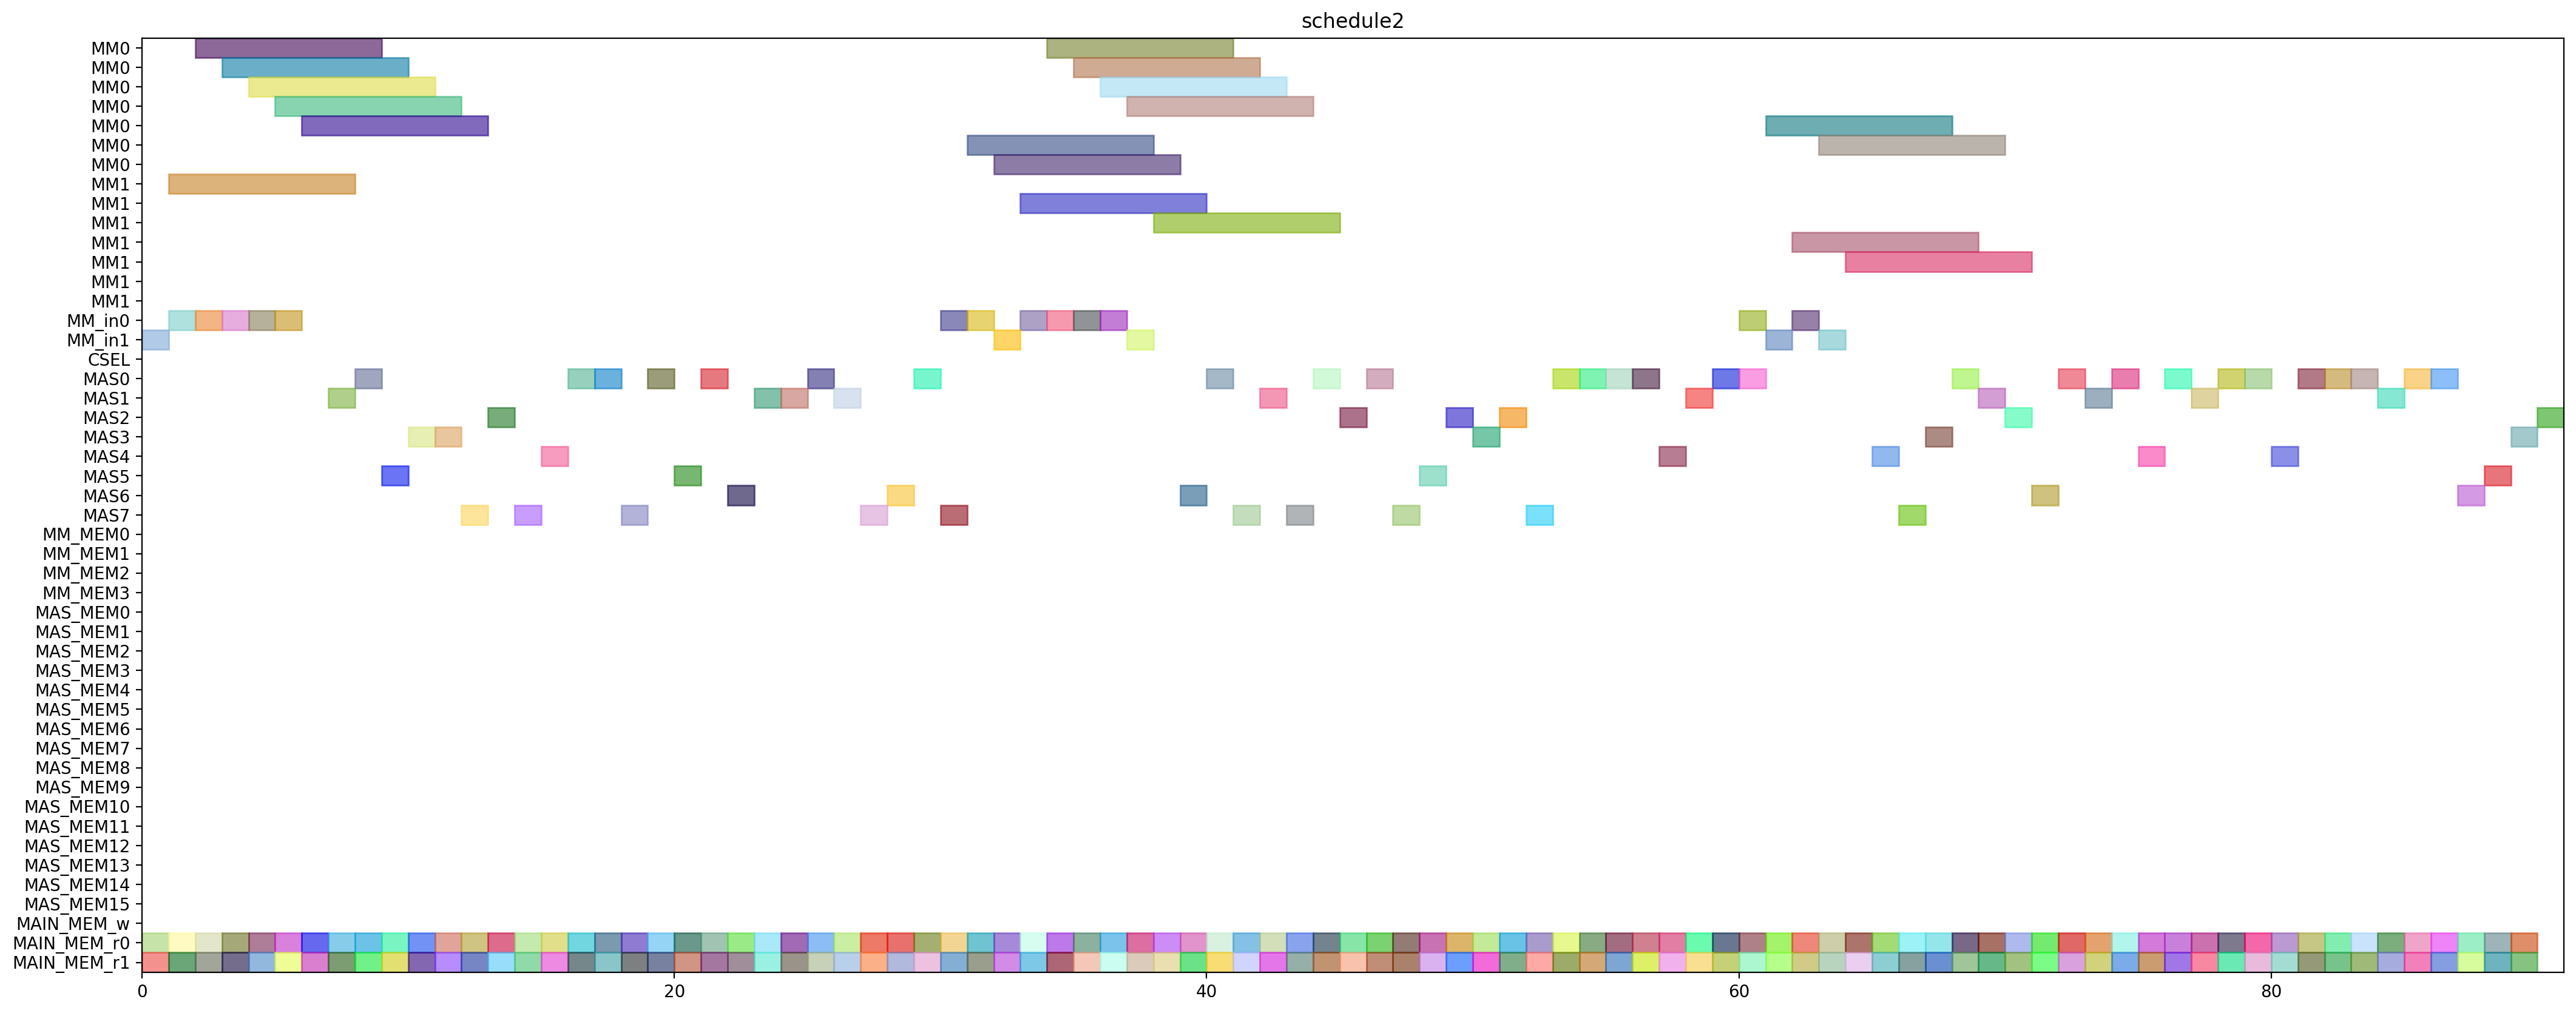 schedule2
MM0
MM0
MM0
MM0
MM0
MM0
MM0
MM1
MM1
MM1
MM1
MM1
MM1
MM1
MM_in0
MM_in1
CSEL
MAS0
MAS1
MAS2
MAS3
MAS4
MAS5
MAS6
MAS7
MM_MEM0
MM_MEM1
MM_MEM2
MM_MEM3
MAS_MEM0
MAS_MEM1
MAS_MEM2
MAS_MEM3
MAS_MEM4
MAS_MEM5
MAS_MEM6
MAS_MEM7
MAS_MEM8
MAS_MEM9
MAS_MEM10
MAS_MEM11
MAS_MEM12
MAS_MEM13
MAS_MEM14
MAS_MEM15
MAIN_MEM_w
MAIN_MEM_r0
MAIN_MEM_r1
0 20 40 60 80